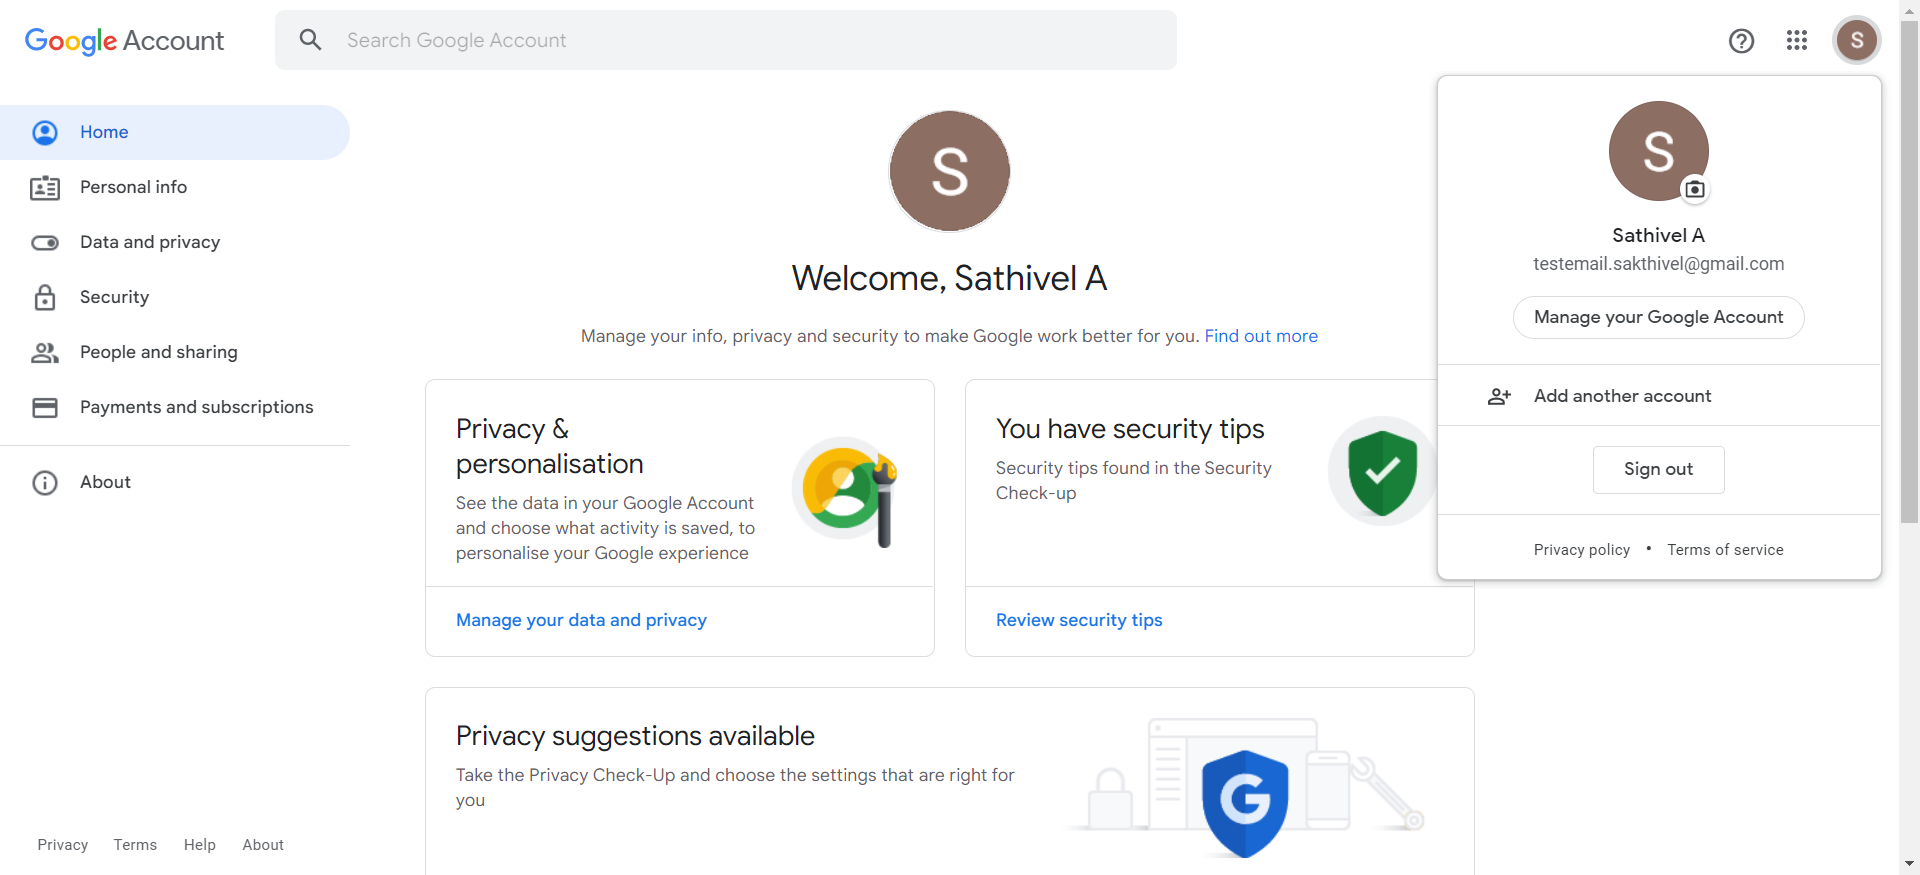 Google Account
Search Google Account
S
Home
Personal info
Data and privacy
Security
People and sharing
Payments and subscriptions
About
Privacy Terms Help About
S
Welcome, Sathivel A
Manage your info, privacy and security to make Google work better for you. Find out more
Privacy &
personalisation
See the data in your Google Account
and choose what activity is saved, to
personalise your Google experience
Manage your data and privacy
You have security tips
Security tips found in the Security
Check-up
Review security tips
Privacy suggestions available
Take the Privacy Check-Up and choose the settings that are right for
you
G
S
Sathivel A
testemail.sakthivel@gmail.com
Manage your Google Account
Add another account
Sign out
Privacy policy • Terms of service